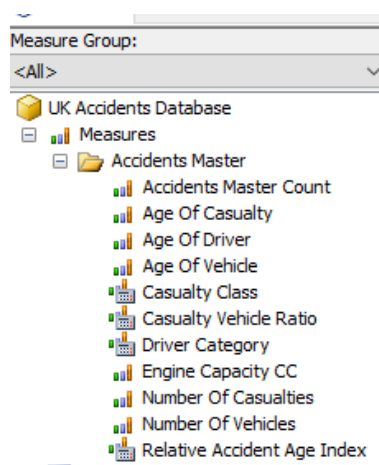 Measure Group:
<All>
UK Accidents Database
Measures
Accidents Master
Accidents Master Count
Age Of Casualty
Age Of Driver
Age Of Vehicle
Casualty Class
Casualty Vehicle Ratio
Driver Category
Engine Capacity CC
Number Of Casualties
Number Of Vehicles
Relative Accident Age Index